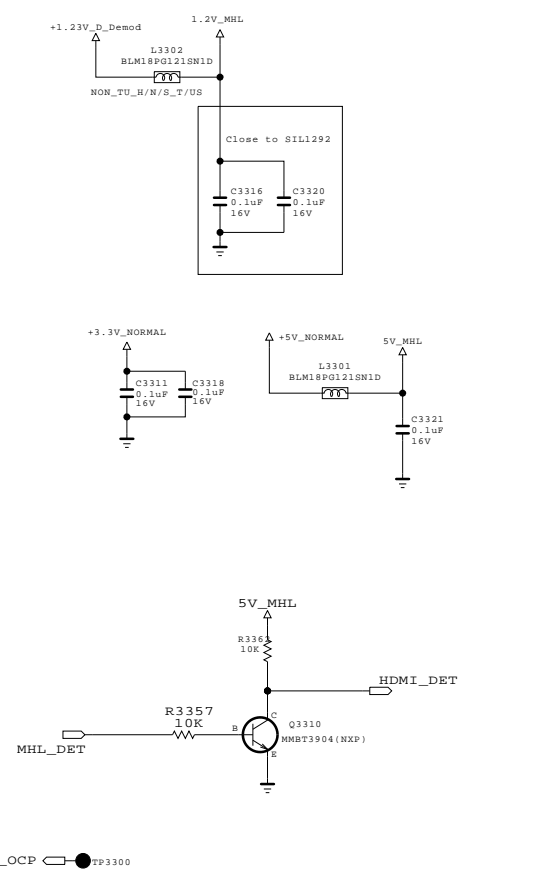 1.2V_MHL
+1.23V_D_Demod
L3302
BLM18PG121SN1D
NON_TU_H/N/S_T/US
Close to SIL1292
C3316
0.1uF
16V
C3320
0.1uF
16V
+3.3V_NORMAL
C3311
0.1uF
16V
C3318
0.1uF
16V
+5V_NORMAL
5V_MHL
L3301
BLM18PG121SN1D
C3321
0.1uF
16V
5V_MHL
10K
HDMI_DET
R3357
10K
MHL_DET
B
C
E
Q3310
MMBT3904(NXP)
_OCP
TP3300